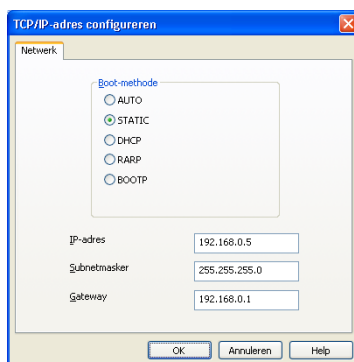 TCP/IP-adres configureren
Netwerk
Boot-methode
AUTO
STATIC
DHCP
RARP
BOOTP
IP-adres 192.168.0.5
Subnetmasker 255.255.255.0
Gateway 192.168.0.1
OK Annuleren Help